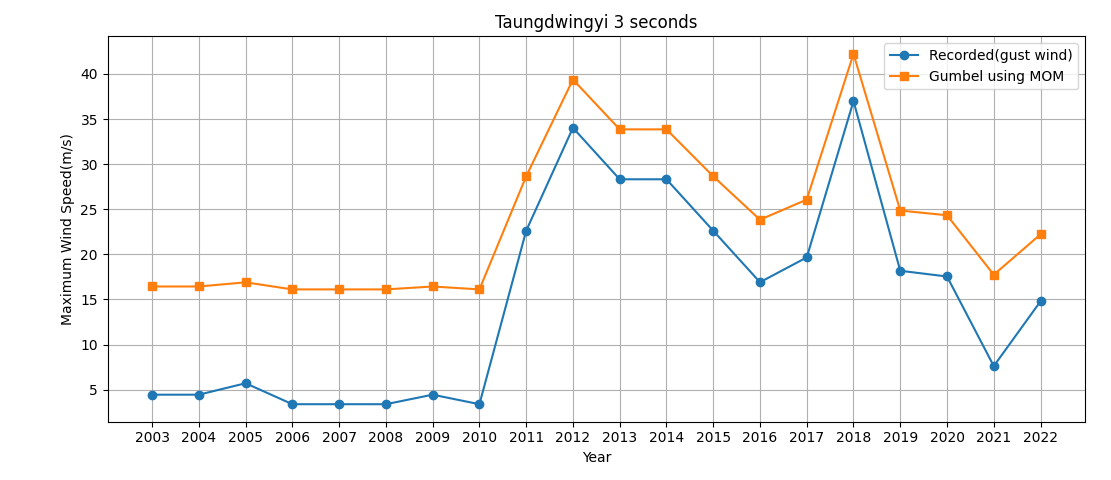 Taungdwingyi 3 seconds
Recorded(gust wind)
Gumbel using MOM
Maximum Wind Speed(m/s)
40
35
30
25
20
15
10
5
2003 2004 2005 2006 2007 2008 2009 2010 2011 2012 2013 2014 2015 2016 2017 2018 2019 2020 2021 2022
Year